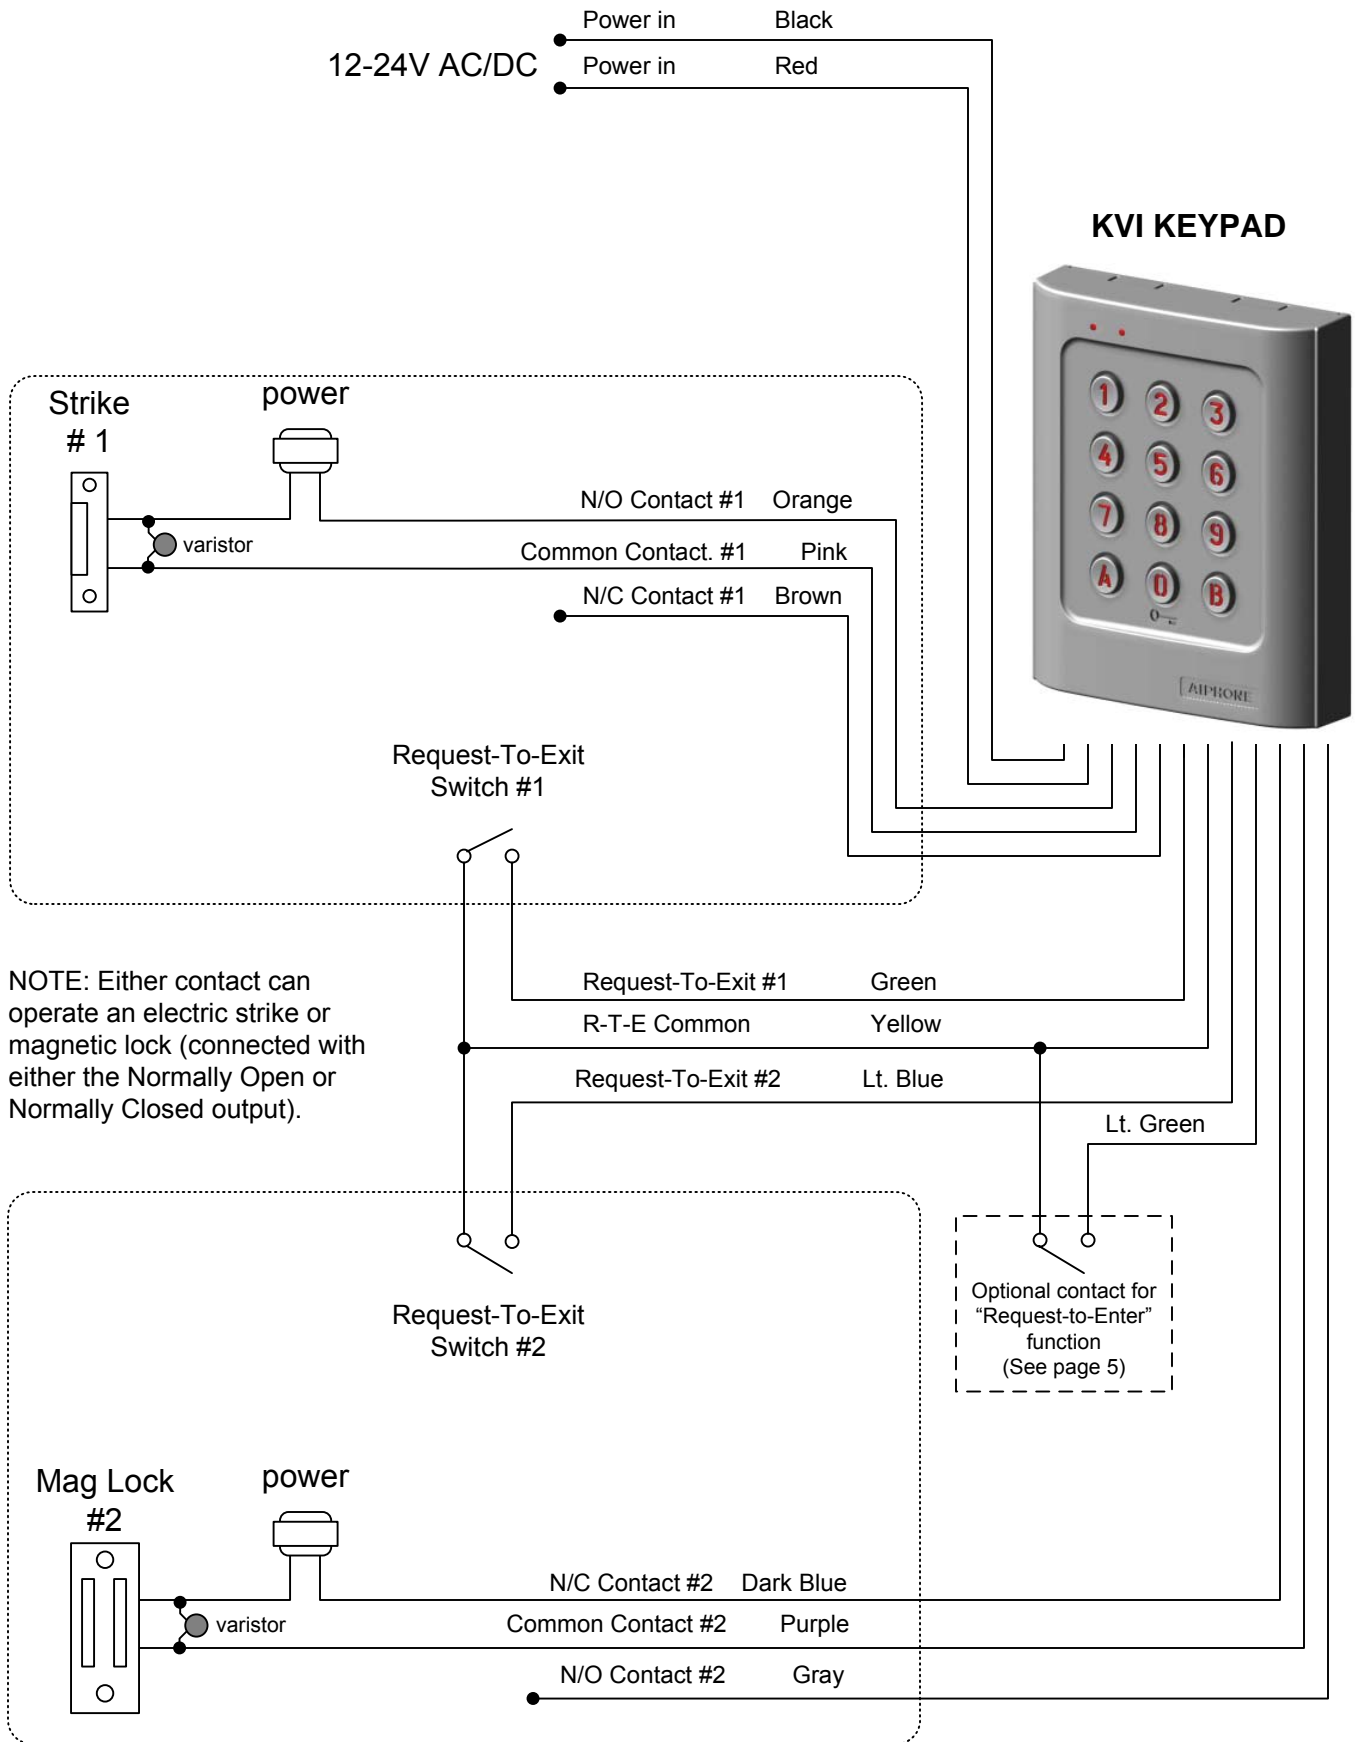 Power in Black
12-24V AC/DC
Power in Red
KVI KEYPAD
1 2 3
4 5 6
7 8 9
A 0 B
AIPHONE
Strike
# 1
power
varistor
N/O Contact #1 Orange
Common Contact. #1 Pink
N/C Contact #1 Brown
Request-To-Exit
Switch #1
NOTE: Either contact can
operate an electric strike or
magnetic lock (connected with
either the Normally Open or
Normally Closed output).
Request-To-Exit #1 Green
R-T-E Common Yellow
Request-To-Exit #2 Lt. Blue
Lt. Green
Request-To-Exit
Switch #2
Optional contact for
“Request-to-Enter”
function
(See page 5)
Mag Lock
#2
power
varistor
N/C Contact #2 Dark Blue
Common Contact #2 Purple
N/O Contact #2 Gray